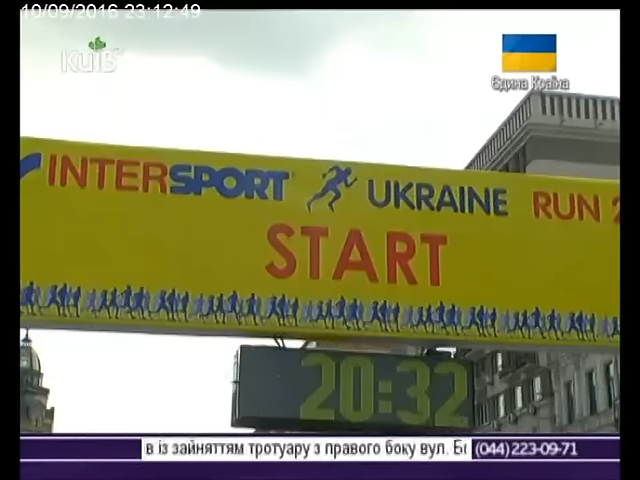 10/09/2016 23:12:49
Київ
Єдина Країна
INTERSPORT UKRAINE RUN
START
20:32
в із зайняттям тротуару з правого боку вул.
(044)223-09-71